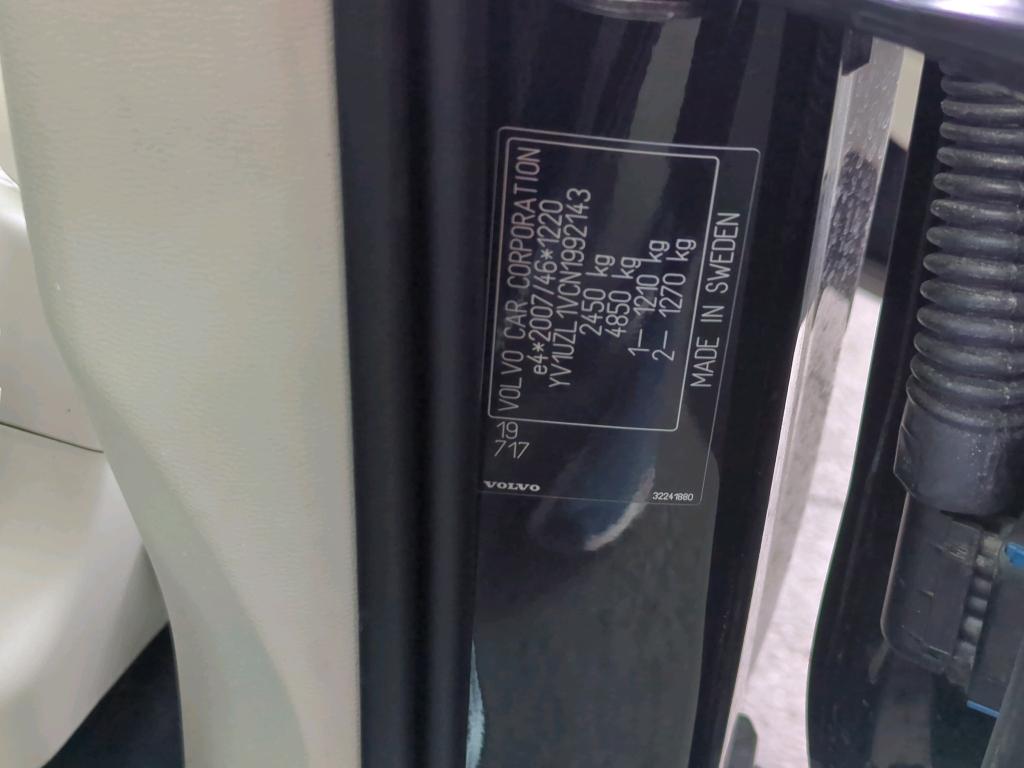 VOLVO CAR CORPORATION
e4*2007/46*1220
YV1UZL1VCN1992143
2450 kg
4850 kg
1– 1210 kg
2– 1270 kg
MADE IN SWEDEN
19
717
VOLVO
32241880